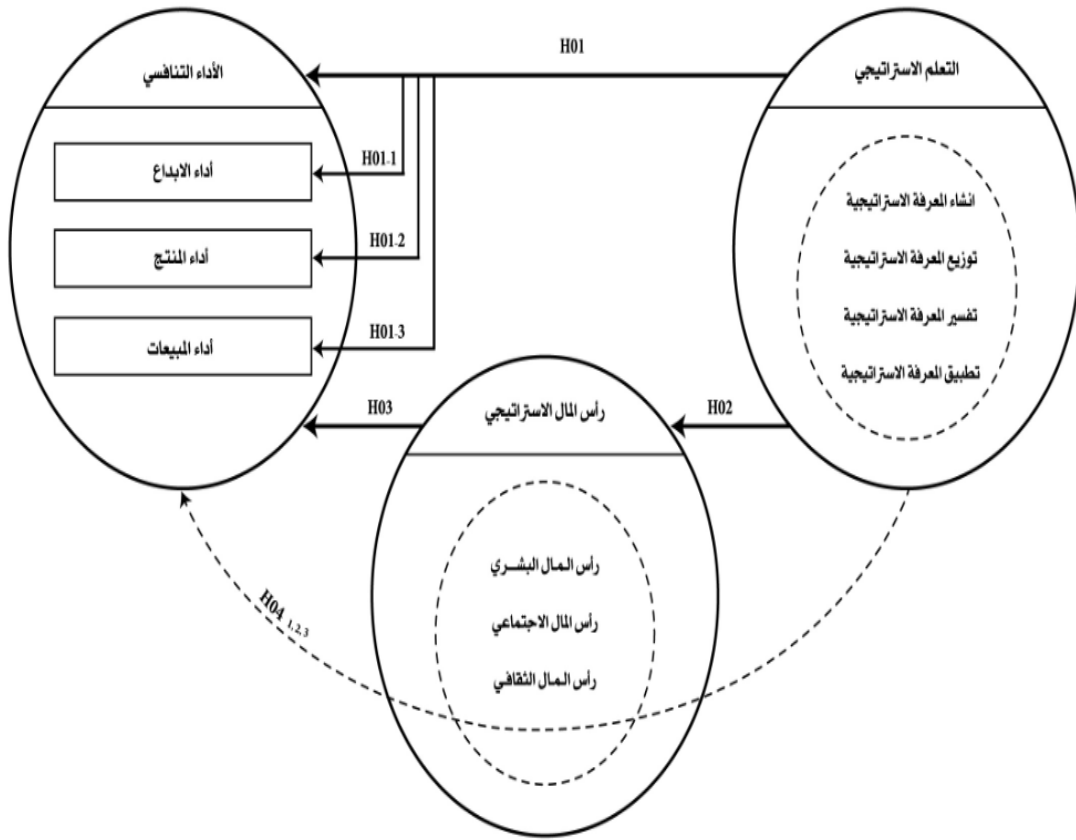 التعلم الاستراتيجي
انشاء المعرفة الاستراتيجية
توزيع المعرفة الاستراتيجية
تفسير المعرفة الاستراتيجية
تطبيق المعرفة الاستراتيجية
H01
H01-1
H01-2
H01-3
الأداء التنافسي
أداء الابداع
أداء المنتج
أداء المبيعات
H02
رأس المال الاستراتيجي
رأس المال البشـــري
رأس المال الاجتماعي
رأس المال الثقافي
H03
H04 1,2,3